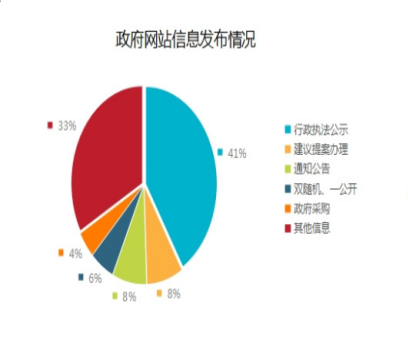 政府网站信息发布情况
33%
41%
4%
6%
8%
8%
行政执法公示
建议提案办理
通知公告
双随机、一公开
政府采购
其他信息